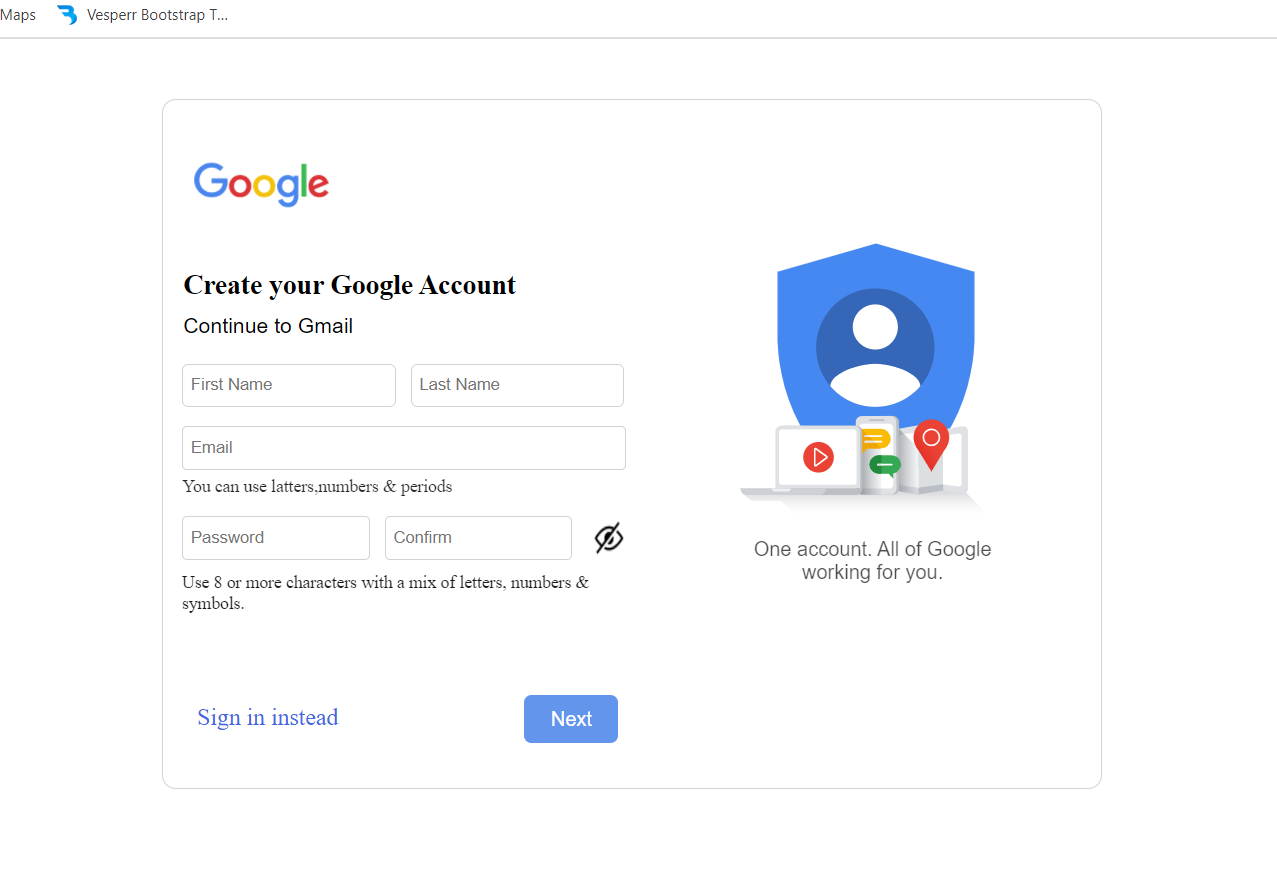 Maps Vesperr Bootstrap T...
Google
Create your Google Account
Continue to Gmail
First Name Last Name
Email
You can use latters,numbers & periods
Password Confirm
Use 8 or more characters with a mix of letters, numbers &
symbols.
One account. All of Google
working for you.
Sign in instead Next